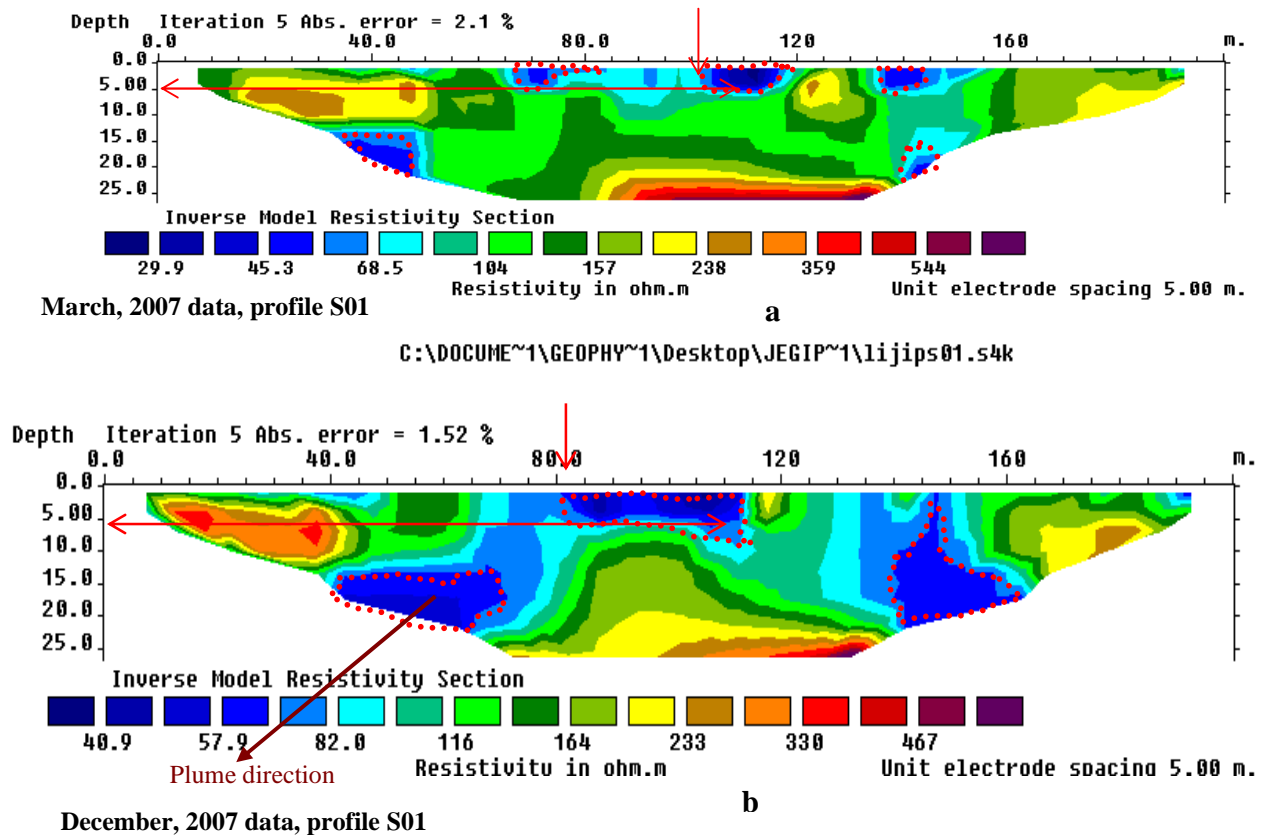 Depth Iteration 5 Abs. error = 2.1 %
0.0 40.0 80.0 120 160 m.
0.0
5.00
10.0
15.0
20.0
25.0
Inverse Model Resistivity Section
29.9 45.3 68.5 104 157 238 359 544
Resistivity in ohm.m Unit electrode spacing 5.00 m.
March, 2007 data, profile S01
a
C:\DOCUME~1\GEOPHY~1\Desktop\JEGIP~1\lijips01.s4k
Depth Iteration 5 Abs. error = 1.52 %
0.0 40.0 80.0 120 160 m.
0.0
5.00
10.0
15.0
20.0
25.0
Inverse Model Resistivity Section
40.9 57.9 82.0 116 164 233 330 467
Plume direction
Resistivity in ohm.m Unit electrode spacing 5.00 m.
b
December, 2007 data, profile S01